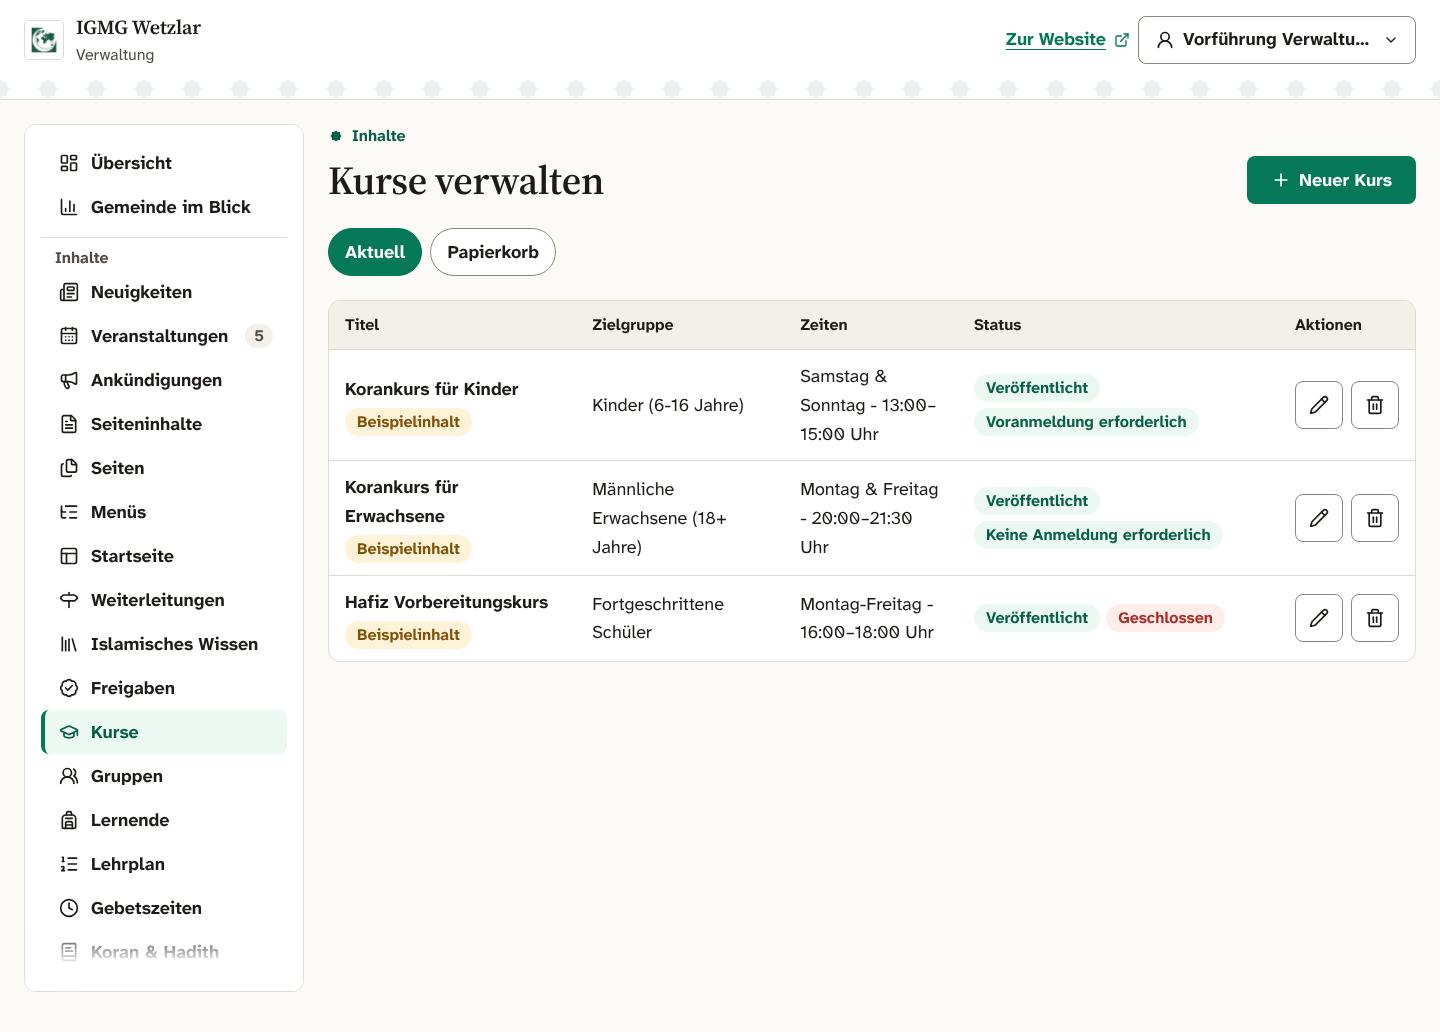 IGMG Wetzlar
Verwaltung
Zur Website
Vorführung Verwaltu...
Übersicht
Gemeinde im Blick
Inhalte
Neuigkeiten
Veranstaltungen 5
Ankündigungen
Seiteninhalte
Seiten
Menüs
Startseite
Weiterleitungen
Islamisches Wissen
Freigaben
Kurse
Gruppen
Lernende
Lehrplan
Gebetszeiten
Koran & Hadith
Inhalte
Kurse verwalten
Neuer Kurs
Aktuell
Papierkorb
Titel Zielgruppe Zeiten Status Aktionen
Korankurs für Kinder
Beispielinhalt
Kinder (6-16 Jahre)
Samstag &
Sonntag - 13:00–
15:00 Uhr
Veröffentlicht
Voranmeldung erforderlich
Korankurs für
Erwachsene
Beispielinhalt
Männliche
Erwachsene (18+
Jahre)
Montag & Freitag
- 20:00–21:30
Uhr
Veröffentlicht
Keine Anmeldung erforderlich
Hafiz Vorbereitungskurs
Beispielinhalt
Fortgeschrittene
Schüler
Montag-Freitag -
16:00–18:00 Uhr
Veröffentlicht Geschlossen